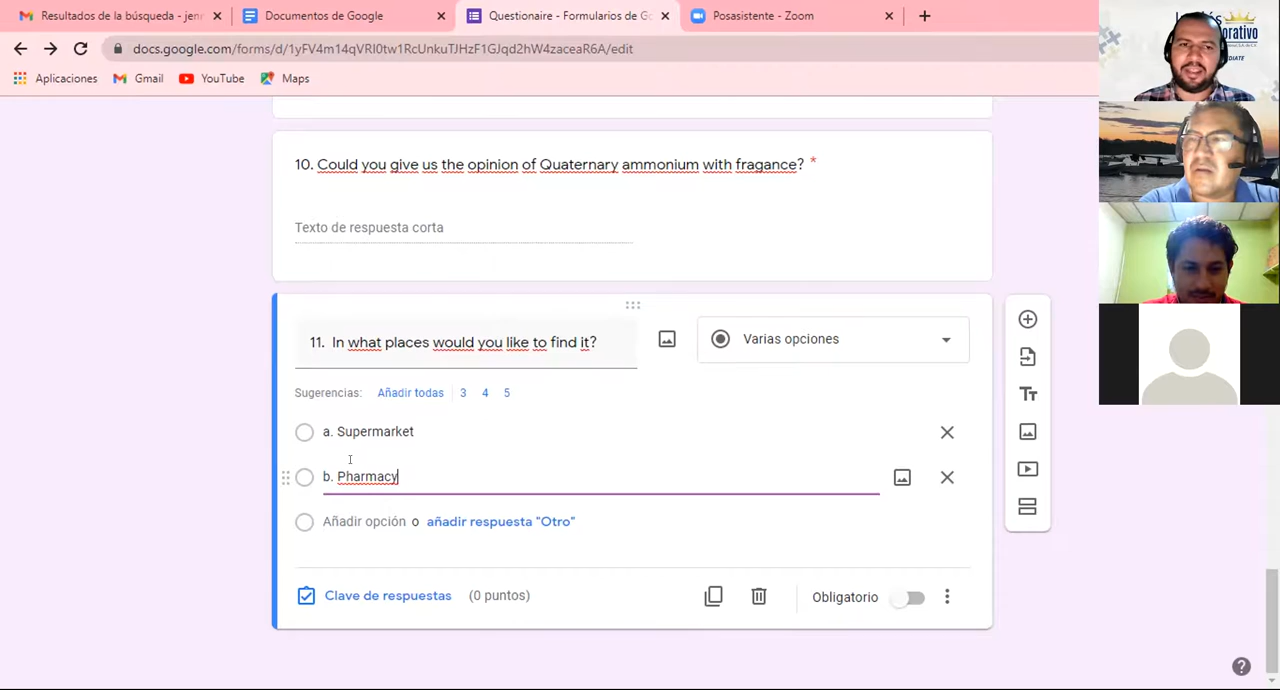 Resultados de la búsqueda - jenn
Documentos de Google
Questionaire - Formularios de Go
Posasistente - Zoom
docs.google.com/forms/d/1yFV4m14qVRI0tw1RcUnkuTJHzF1GJqd2hW4zaceaR6A/edit
Aplicaciones
Gmail
YouTube
Maps
10. Could you give us the opinion of Quaternary ammonium with fragance? *
Texto de respuesta corta
11. In what places would you like to find it?
Varias opciones
Sugerencias: Añadir todas 3 4 5
a. Supermarket
b. Pharmacy
Añadir opción o añadir respuesta "Otro"
Clave de respuestas (0 puntos)
Obligatorio